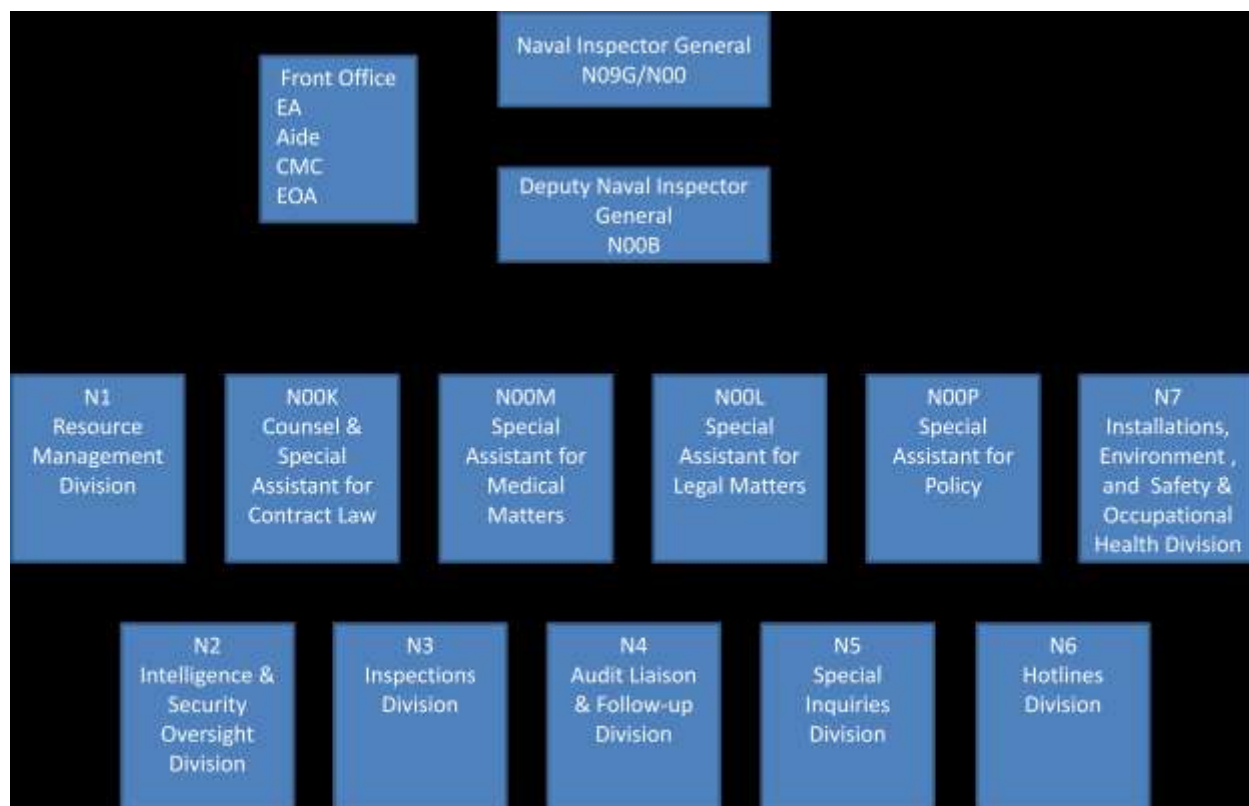 Naval Inspector General
N09G/N00
Front Office
EA
Aide
CMC
EOA
Deputy Naval Inspector
General
N00B
N1
Resource
Management
Division
N00K
Counsel &
Special
Assistant for
Contract Law
N00M
Special
Assistant for
Medical
Matters
N00L
Special
Assistant for
Legal Matters
N00P
Special
Assistant for
Policy
N7
Installations,
Environment ,
and Safety &
Occupational
Health Division
N2
Intelligence &
Security
Oversight
Division
N3
Inspections
Division
N4
Audit Liaison
& Follow-up
Division
N5
Special
Inquiries
Division
N6
Hotlines
Division